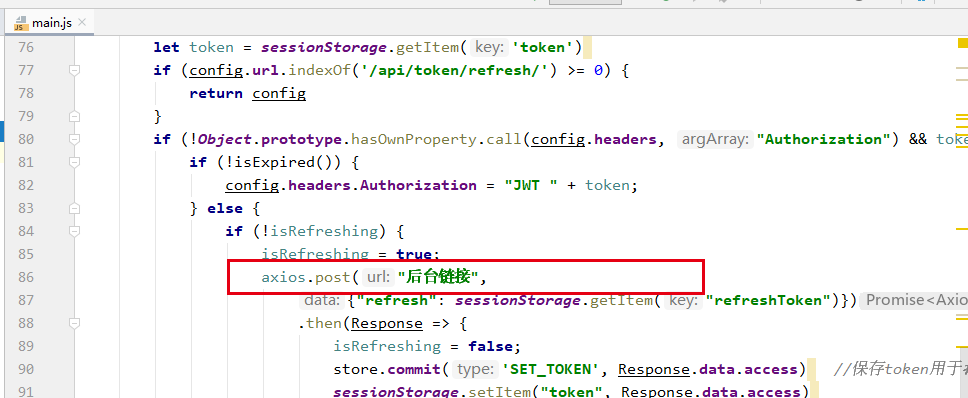 main.js
76 let token = sessionStorage.getItem( key: 'token')
77 if (config.url.indexOf('/api/token/refresh/') >= 0) {
78 return config
79 }
80 if (!Object.prototype.hasOwnProperty.call(config.headers, argArray: "Authorization") && toke
81 if (!isExpired()) {
82 config.headers.Authorization = "JWT " + token;
83 } else {
84 if (!isRefreshing) {
85 isRefreshing = true;
86 axios.post( url: "后台链接",
87 data: {"refresh": sessionStorage.getItem( key: "refreshToken")}) Promise<Axio
88 .then(Response => {
89 isRefreshing = false;
90 store.commit( type: 'SET_TOKEN', Response.data.access) //保存token用于
91 sessionStorage.setItem("token", Response.data.access)